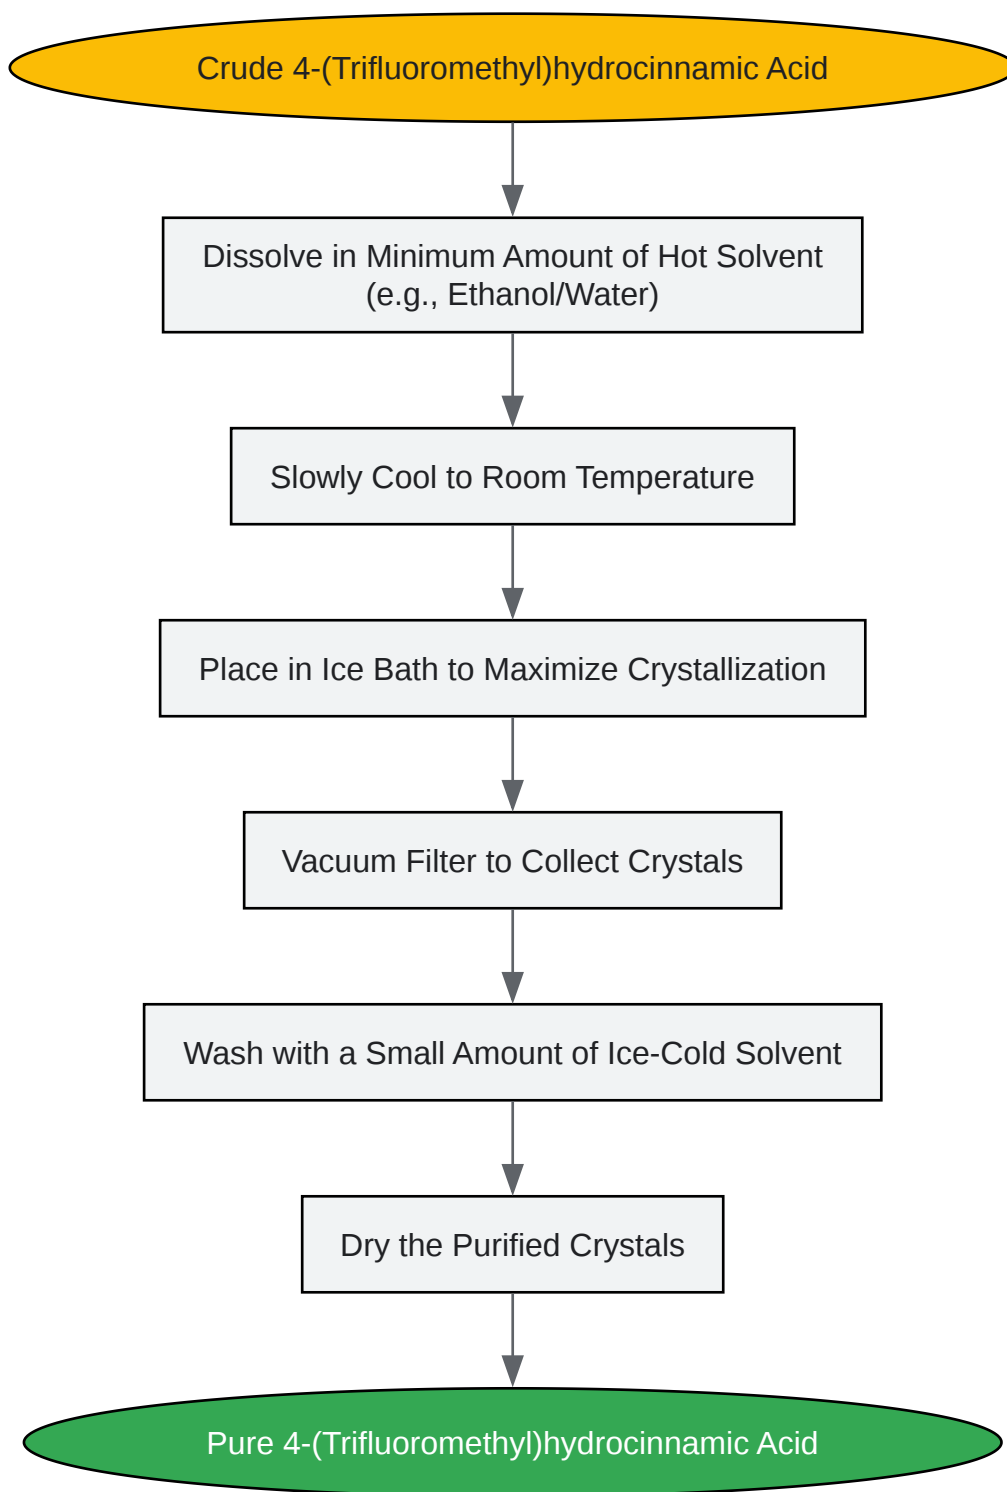 Crude 4-(Trifluoromethyl)hydrocinnamic Acid
Dissolve in Minimum Amount of Hot Solvent
(e.g., Ethanol/Water)
Slowly Cool to Room Temperature
Place in Ice Bath to Maximize Crystallization
Vacuum Filter to Collect Crystals
Wash with a Small Amount of Ice-Cold Solvent
Dry the Purified Crystals
Pure 4-(Trifluoromethyl)hydrocinnamic Acid